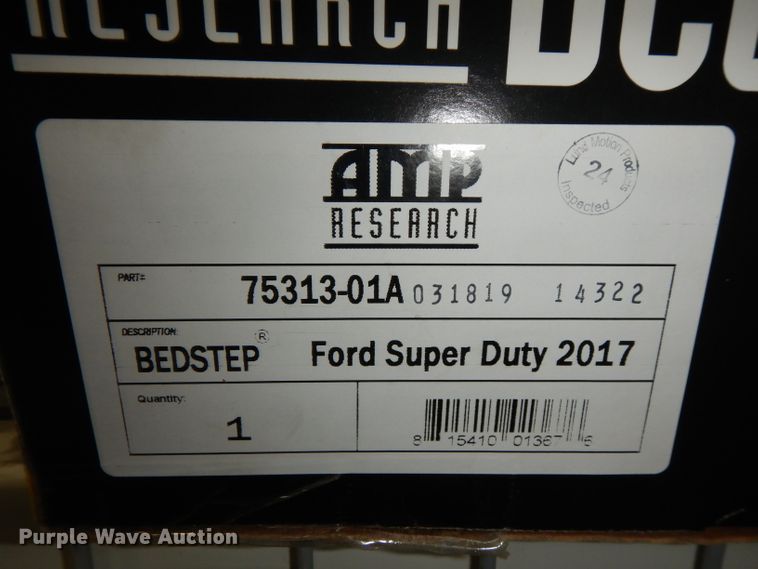 RESEARCH
AMP
RESEARCH
Lund Motion Products
24
Inspected
PART#
75313-01A 031819 14322
DESCRIPTION:
BEDSTEP® Ford Super Duty 2017
Quantity:
1
8 15410 01367 6
Purple Wave Auction